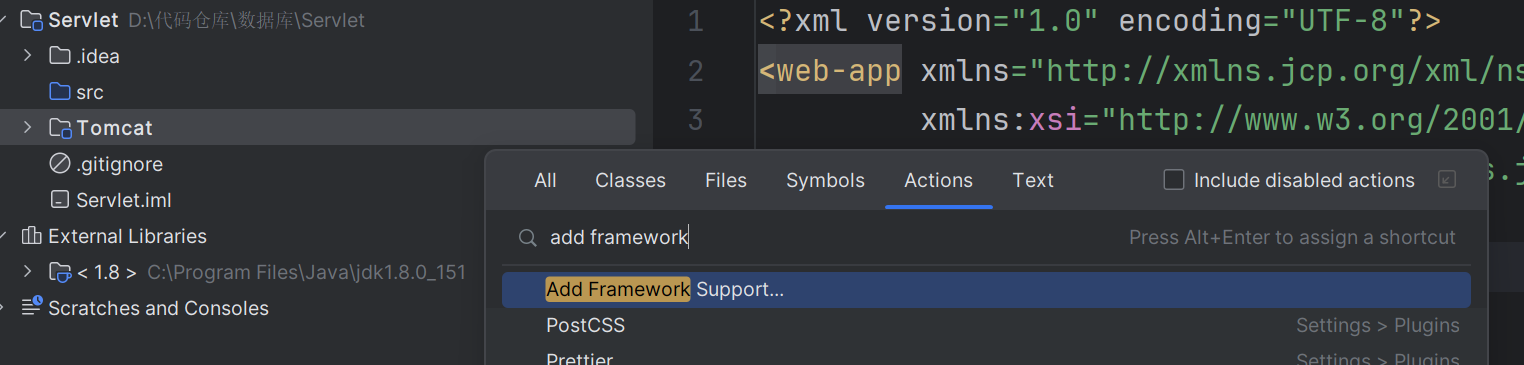 Servlet D:\代码仓库\数据库\Servlet
.idea
src
Tomcat
.gitignore
Servlet.iml
External Libraries
< 1.8 > C:\Program Files\Java\jdk1.8.0_151
Scratches and Consoles
1 <?xml version="1.0" encoding="UTF-8"?>
2 <web-app xmlns="http://xmlns.jcp.org/xml/ns
3 xmlns:xsi="http://www.w3.org/2001/
All Classes Files Symbols Actions Text Include disabled actions
add framework Press Alt+Enter to assign a shortcut
Add Framework Support...
PostCSS Settings > Plugins
Prettier Settings > Plugins